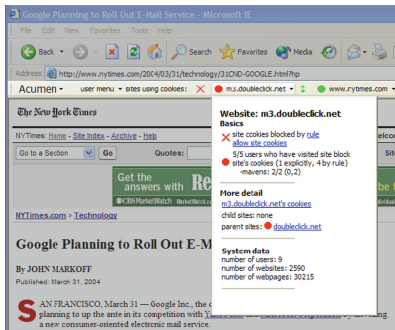 Google Planning to Roll Out E-Mail Service - Microsoft IE
File Edit View Favorites Tools Help
Back Search Favorites Media
Address http://www.nytimes.com/2004/03/31/technology/31CND-GOOGLE.html?hp
Acumen user menu sites using cookies: m3.doubleclick.net www.nytimes.com
The New York Times
NYTimes: Home - Site Index - Archive - Help
Go to a Section Go Quotes:
Get the
answers with Re
CBSMarketWatch
NYTimes.com > Technology
Google Planning to Roll Out E-M
By JOHN MARKOFF
Published: March 31, 2004
SAN FRANCISCO, March 31 — Google Inc., the
planning to up the ante in its competition with
a new consumer-oriented electronic mail service.
Website: m3.doubleclick.net
Basics
site cookies blocked by rule
allow site cookies
5/5 users who have visited site block
site's cookies (1 explicitly, 4 by rule)
-mavens: 2/2 (0,2)
More detail
m3.doubleclick.net's cookies
child sites: none
parent sites: doubleclick.net
System data
number of users: 9
number of websites: 2590
number of webpages: 30215